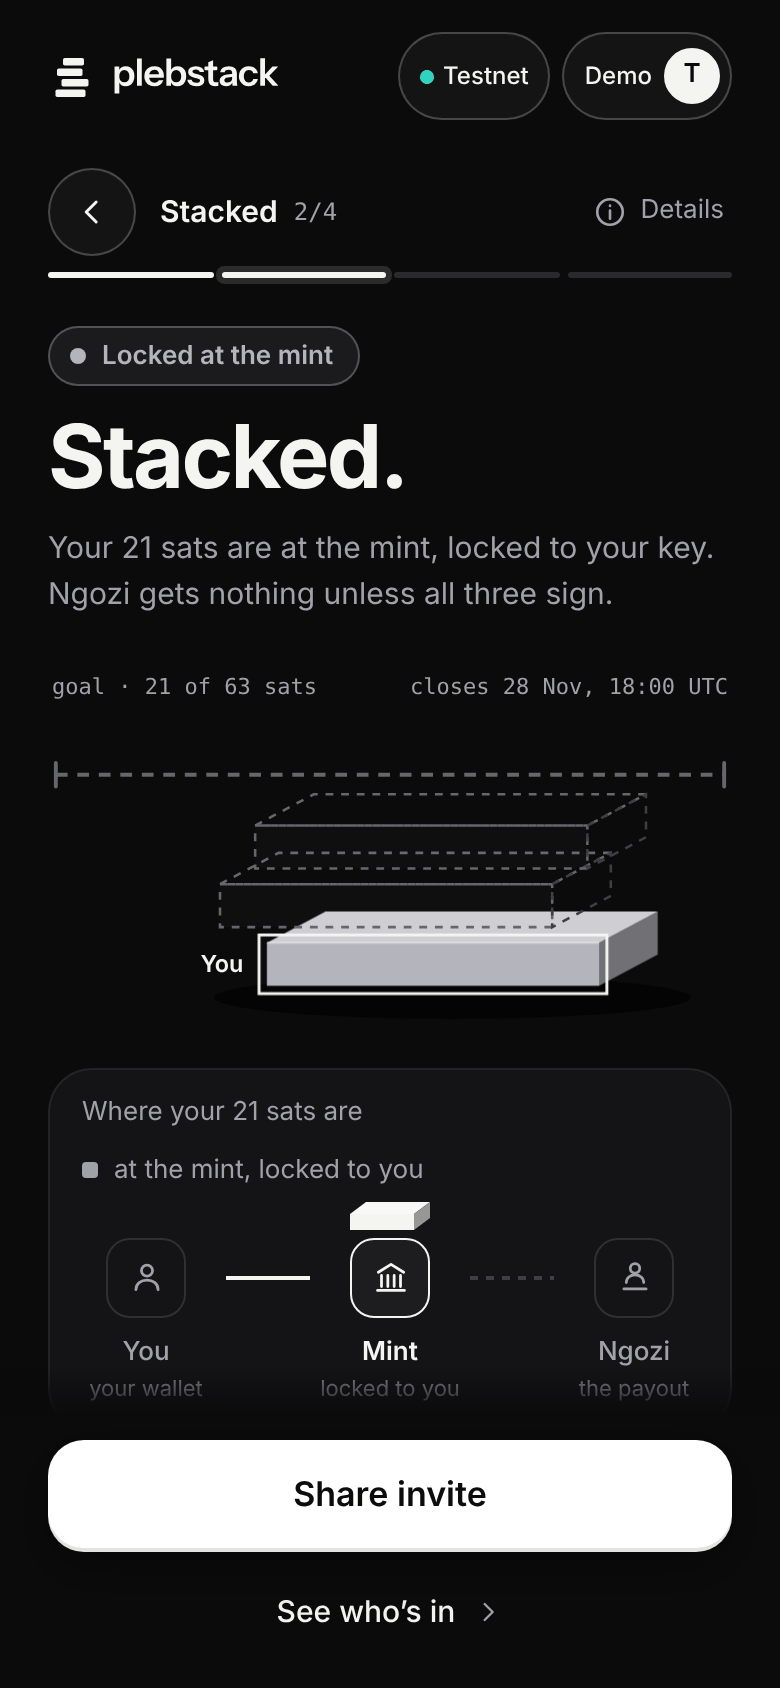 plebstack
Testnet
Demo
T
Stacked 2/4
Details
Locked at the mint
Stacked.
Your 21 sats are at the mint, locked to your key.
Ngozi gets nothing unless all three sign.
goal · 21 of 63 sats
closes 28 Nov, 18:00 UTC
You
Where your 21 sats are
at the mint, locked to you
You
Mint
Ngozi
your wallet
locked to you
the payout
Share invite
See who’s in